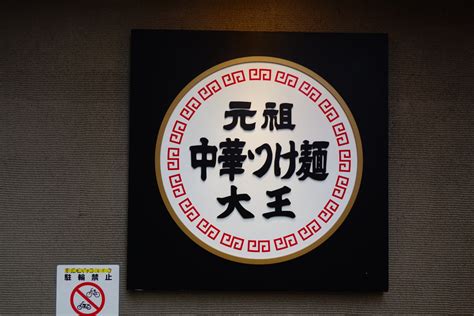 元祖
中華つけ麺
大王
駐輪禁止